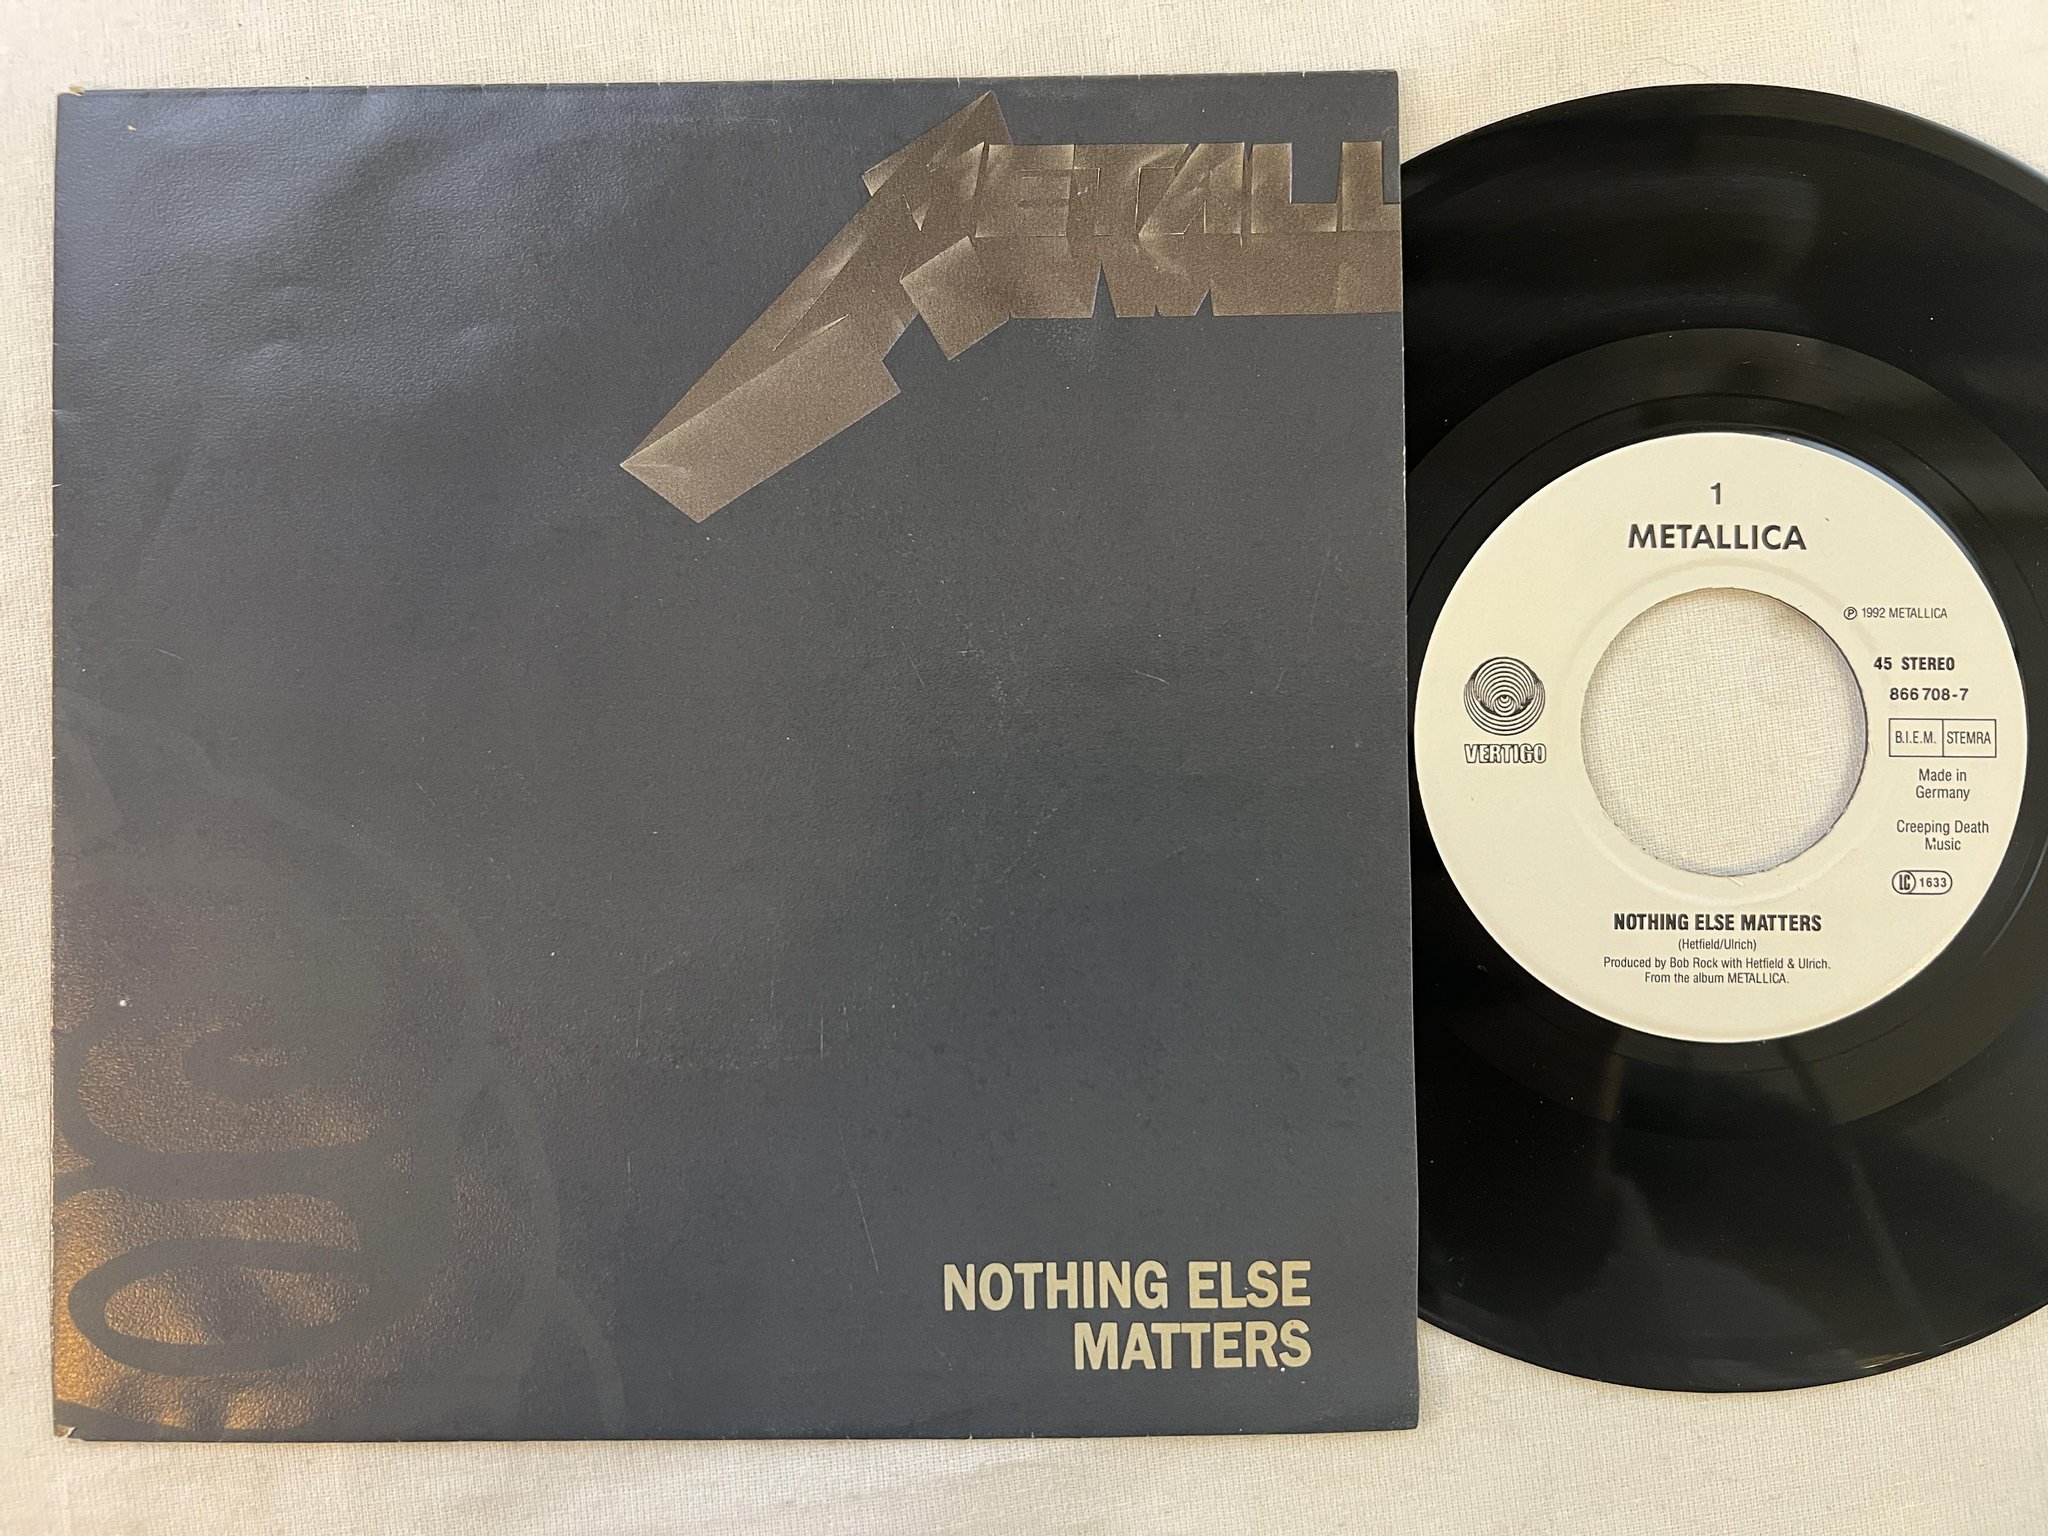 METALL
NOTHING ELSE
MATTERS
1
METALLICA
℗ 1992 METALLICA
45 STEREO
866 708-7
B.I.E.M. STEMRA
Made in
Germany
Creeping Death
Music
LC 1633
VERTIGO
NOTHING ELSE MATTERS
(Hetfield/Ulrich)
Produced by Bob Rock with Hetfield & Ulrich.
From the album METALLICA.